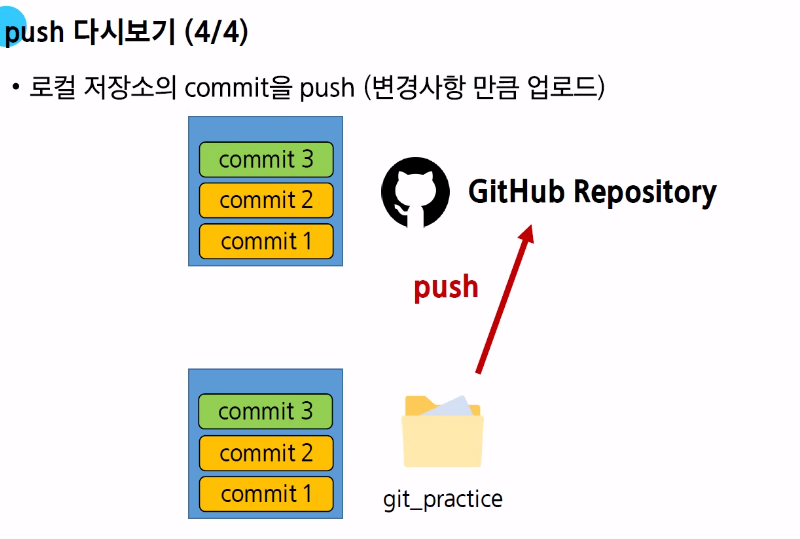 push 다시보기 (4/4)
• 로컬 저장소의 commit을 push (변경사항 만큼 업로드)
commit 3
commit 2
commit 1
GitHub Repository
push
commit 3
commit 2
commit 1
git_practice